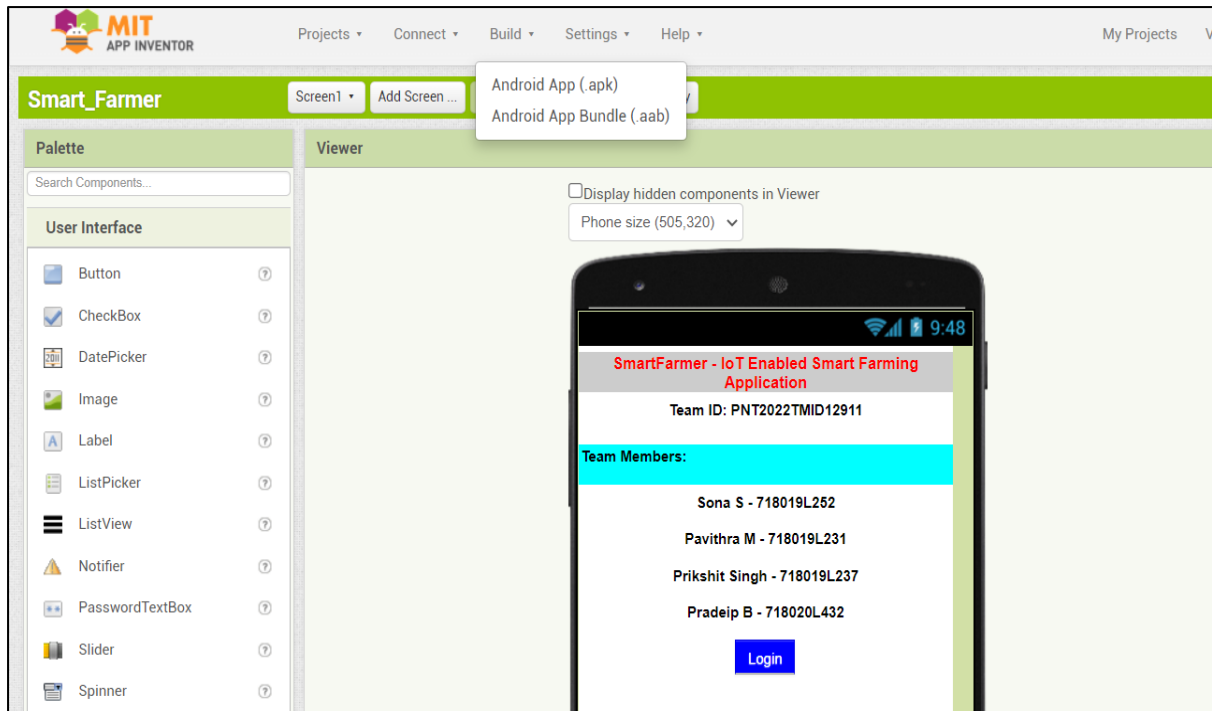 MIT
APP INVENTOR
Projects Connect Build Settings Help My Projects V
Android App (.apk)
Android App Bundle (.aab)
Smart_Farmer
Screen1 Add Screen ...
Palette
Viewer
Search Components...
User Interface
Button
CheckBox
DatePicker
Image
Label
ListPicker
ListView
Notifier
PasswordTextBox
Slider
Spinner
Display hidden components in Viewer
Phone size (505,320)
9:48
SmartFarmer - IoT Enabled Smart Farming
Application
Team ID: PNT2022TMID12911
Team Members:
Sona S - 718019L252
Pavithra M - 718019L231
Prikshit Singh - 718019L237
Pradeip B - 718020L432
Login